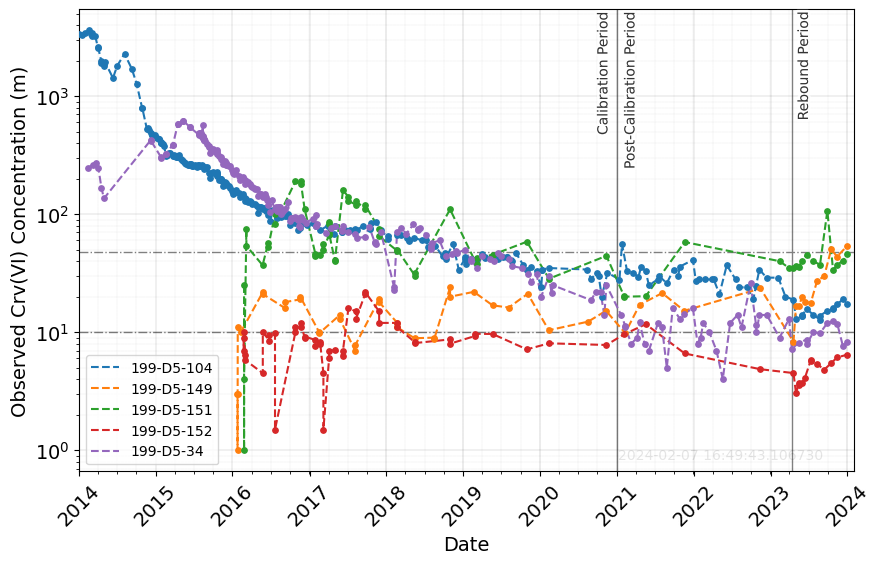 Observed Crv(VI) Concentration (m)
10³
10²
10¹
10⁰
Calibration Period
Post-Calibration Period
Rebound Period
199-D5-104
199-D5-149
199-D5-151
199-D5-152
199-D5-34
2024-02-07 16:49:43.106730
2014 2015 2016 2017 2018 2019 2020 2021 2022 2023 2024
Date